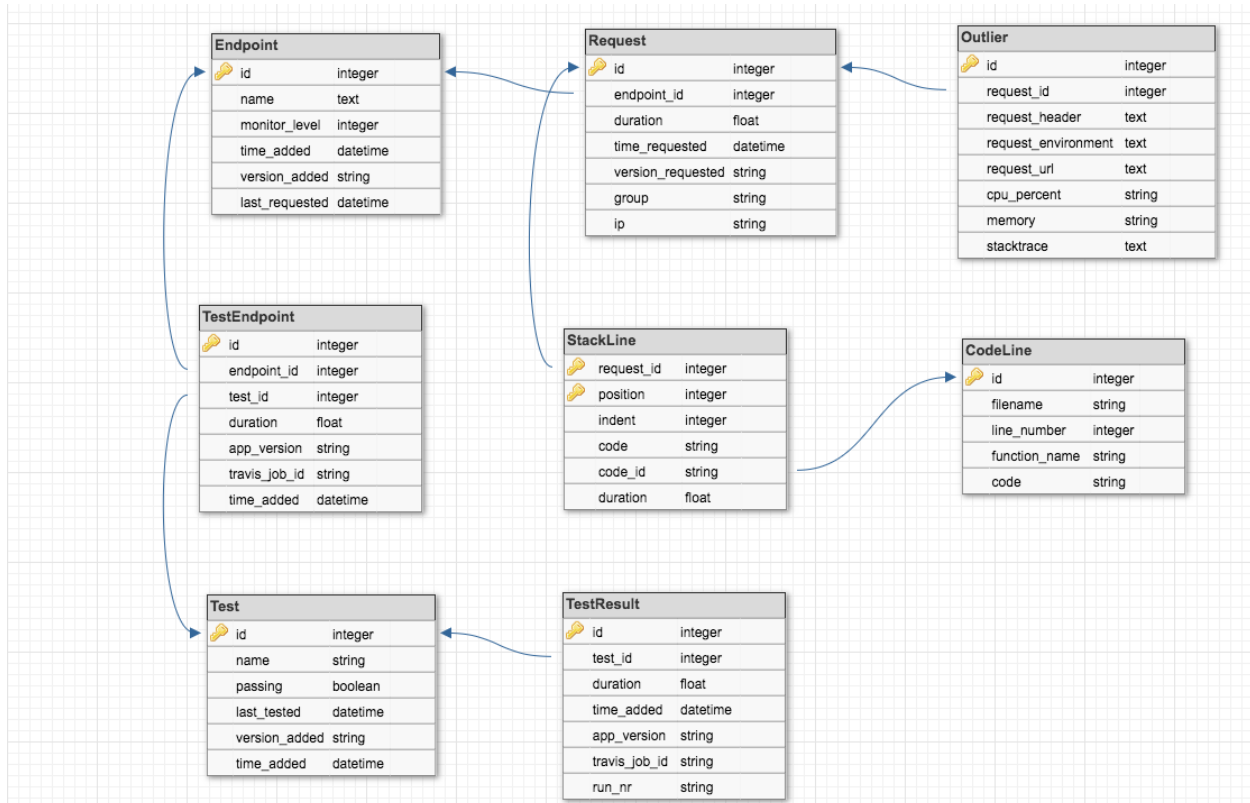 Endpoint
id integer
name text
monitor_level integer
time_added datetime
version_added string
last_requested datetime
Request
id integer
endpoint_id integer
duration float
time_requested datetime
version_requested string
group string
ip string
Outlier
id integer
request_id integer
request_header text
request_environment text
request_url text
cpu_percent string
memory string
stacktrace text
TestEndpoint
id integer
endpoint_id integer
test_id integer
duration float
app_version string
travis_job_id string
time_added datetime
StackLine
request_id integer
position integer
indent integer
code string
code_id string
duration float
CodeLine
id integer
filename string
line_number integer
function_name string
code string
Test
id integer
name string
passing boolean
last_tested datetime
version_added string
time_added datetime
TestResult
id integer
test_id integer
duration float
time_added datetime
app_version string
travis_job_id string
run_nr string